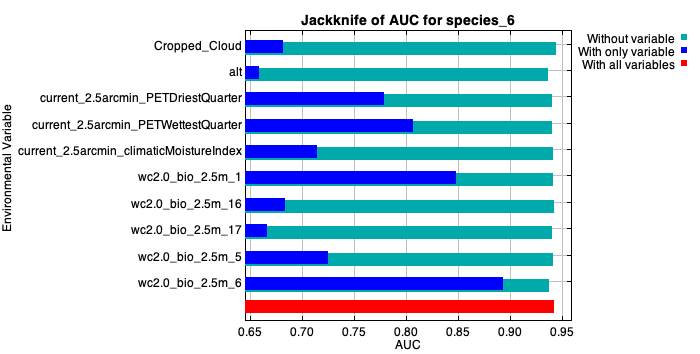 Jackknife of AUC for species_6
Without variable
With only variable
With all variables
Environmental Variable
Cropped_Cloud
alt
current_2.5arcmin_PETDriestQuarter
current_2.5arcmin_PETWettestQuarter
current_2.5arcmin_climaticMoistureIndex
wc2.0_bio_2.5m_1
wc2.0_bio_2.5m_16
wc2.0_bio_2.5m_17
wc2.0_bio_2.5m_5
wc2.0_bio_2.5m_6
0.65 0.70 0.75 0.80 0.85 0.90 0.95
AUC